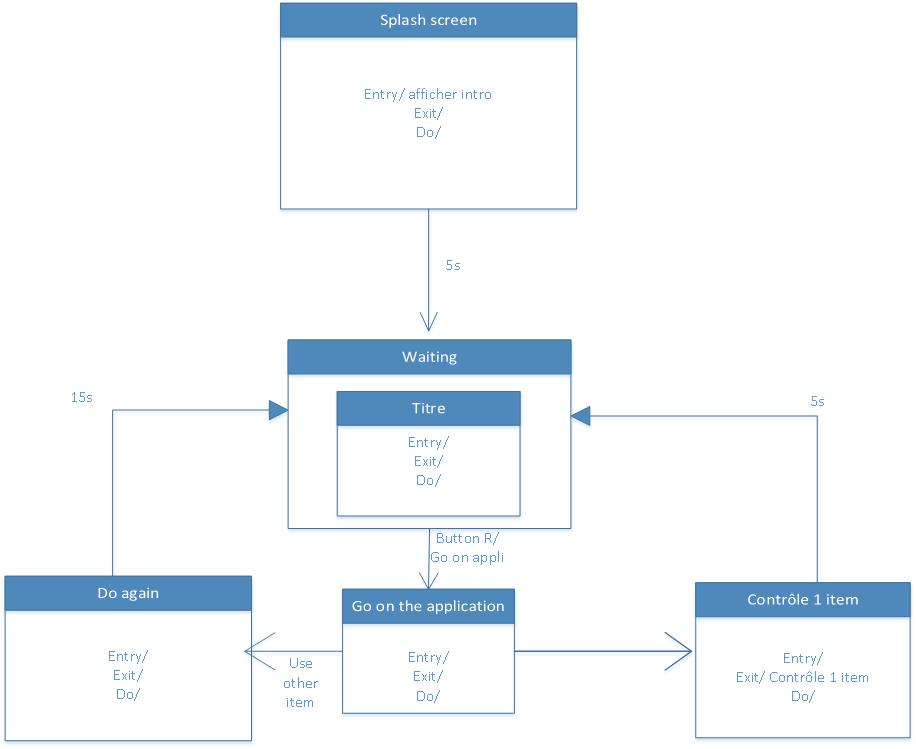 Splash screen
Entry/ afficher intro
Exit/
Do/
5s
Waiting
15s
Titre
5s
Entry/
Exit/
Do/
Button R/
Go on appli
Do again
Entry/
Exit/
Do/
Use
other
item
Go on the application
Entry/
Exit/
Do/
Contrôle 1 item
Entry/
Exit/ Contrôle 1 item
Do/